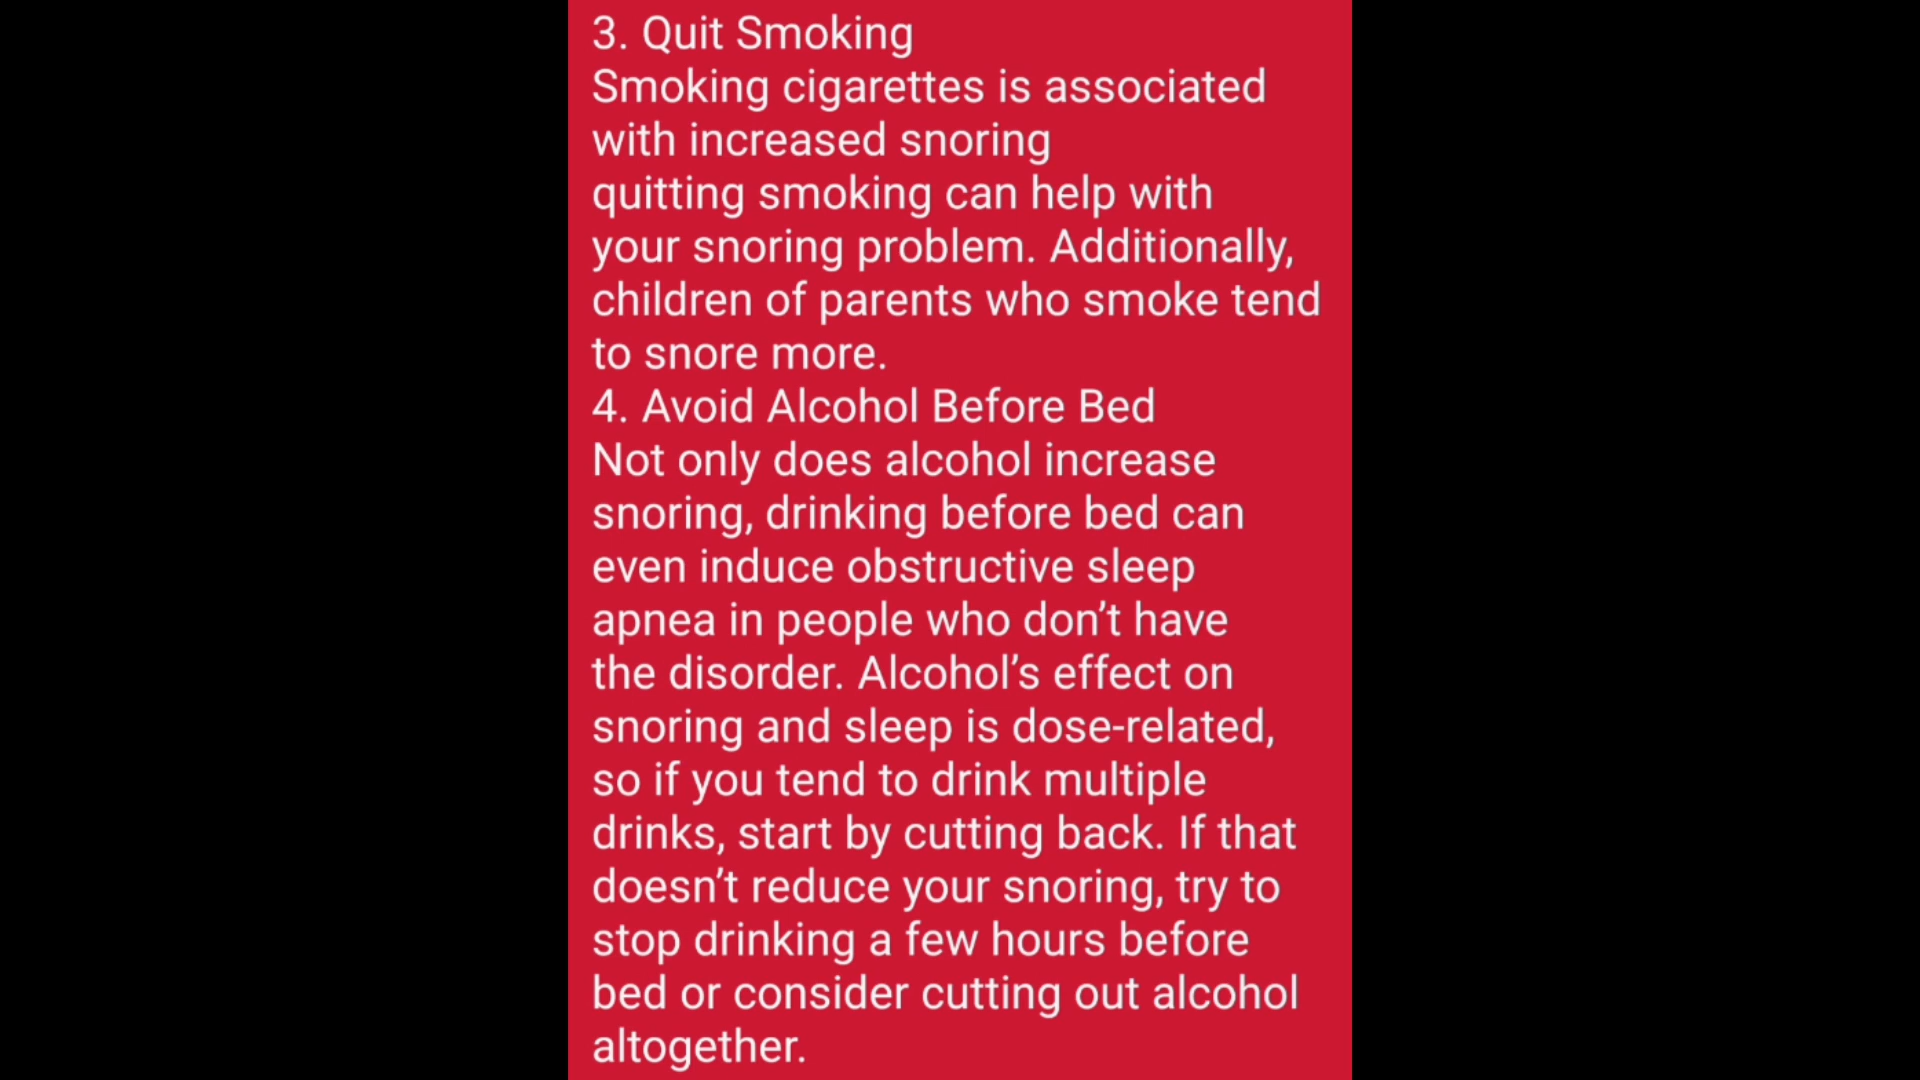 3. Quit Smoking
Smoking cigarettes is associated
with increased snoring
quitting smoking can help with
your snoring problem. Additionally,
children of parents who smoke tend
to snore more.
4. Avoid Alcohol Before Bed
Not only does alcohol increase
snoring, drinking before bed can
even induce obstructive sleep
apnea in people who don’t have
the disorder. Alcohol’s effect on
snoring and sleep is dose-related,
so if you tend to drink multiple
drinks, start by cutting back. If that
doesn’t reduce your snoring, try to
stop drinking a few hours before
bed or consider cutting out alcohol
altogether.